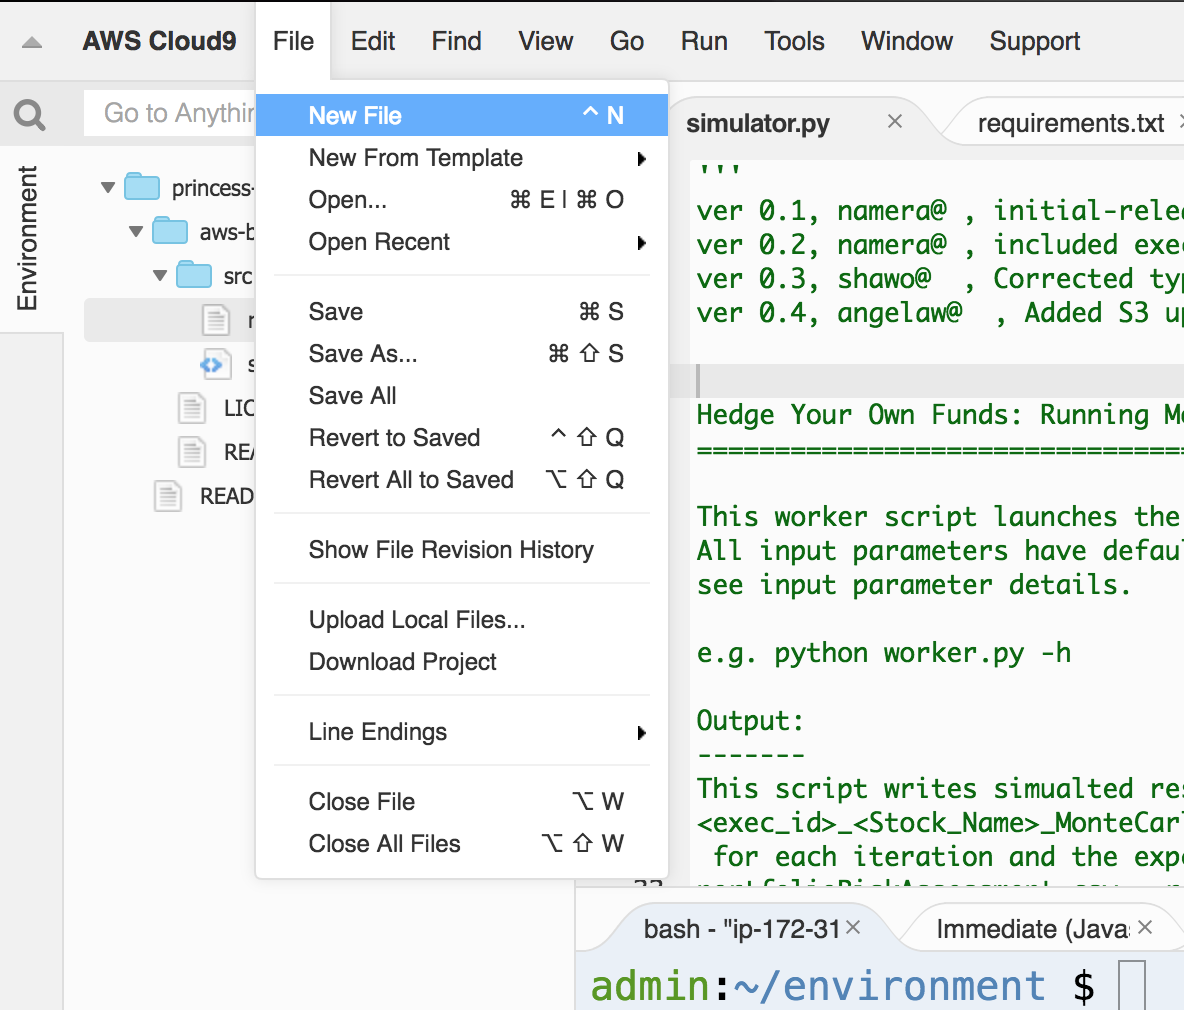 AWS Cloud9 File Edit Find View Go Run Tools Window Support
Go to Anythin
Environment
princess-
aws-b
src
LIC
REA
READ
New File ^ N
New From Template
Open... ⌘ E | ⌘ O
Open Recent
Save ⌘ S
Save As... ⌘ ⇧ S
Save All
Revert to Saved ^ ⇧ Q
Revert All to Saved ⌥ ⇧ Q
Show File Revision History
Upload Local Files...
Download Project
Line Endings
Close File ⌥ W
Close All Files ⌥ ⇧ W
simulator.py requirements.txt
'''
ver 0.1, namera@ , initial-relea
ver 0.2, namera@ , included exec
ver 0.3, shawo@  , Corrected typ
ver 0.4, angelaw@  , Added S3 up
Hedge Your Own Funds: Running Mo
===============================
This worker script launches the
All input parameters have defaul
see input parameter details.
e.g. python worker.py -h
Output:
-------
This script writes simualted res
<exec_id>_<Stock_Name>_MonteCarl
for each iteration and the expe
bash - "ip-172-31 Immediate (Javas
admin:~/environment $